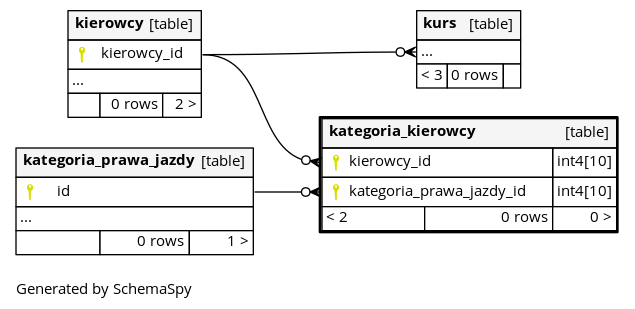 kierowcy [table]
kierowcy_id
...
0 rows 2 >
kurs [table]
...
< 3 0 rows
kategoria_kierowcy [table]
kierowcy_id int4[10]
kategoria_prawa_jazdy_id int4[10]
< 2 0 rows 0 >
kategoria_prawa_jazdy [table]
id
...
0 rows 1 >
Generated by SchemaSpy